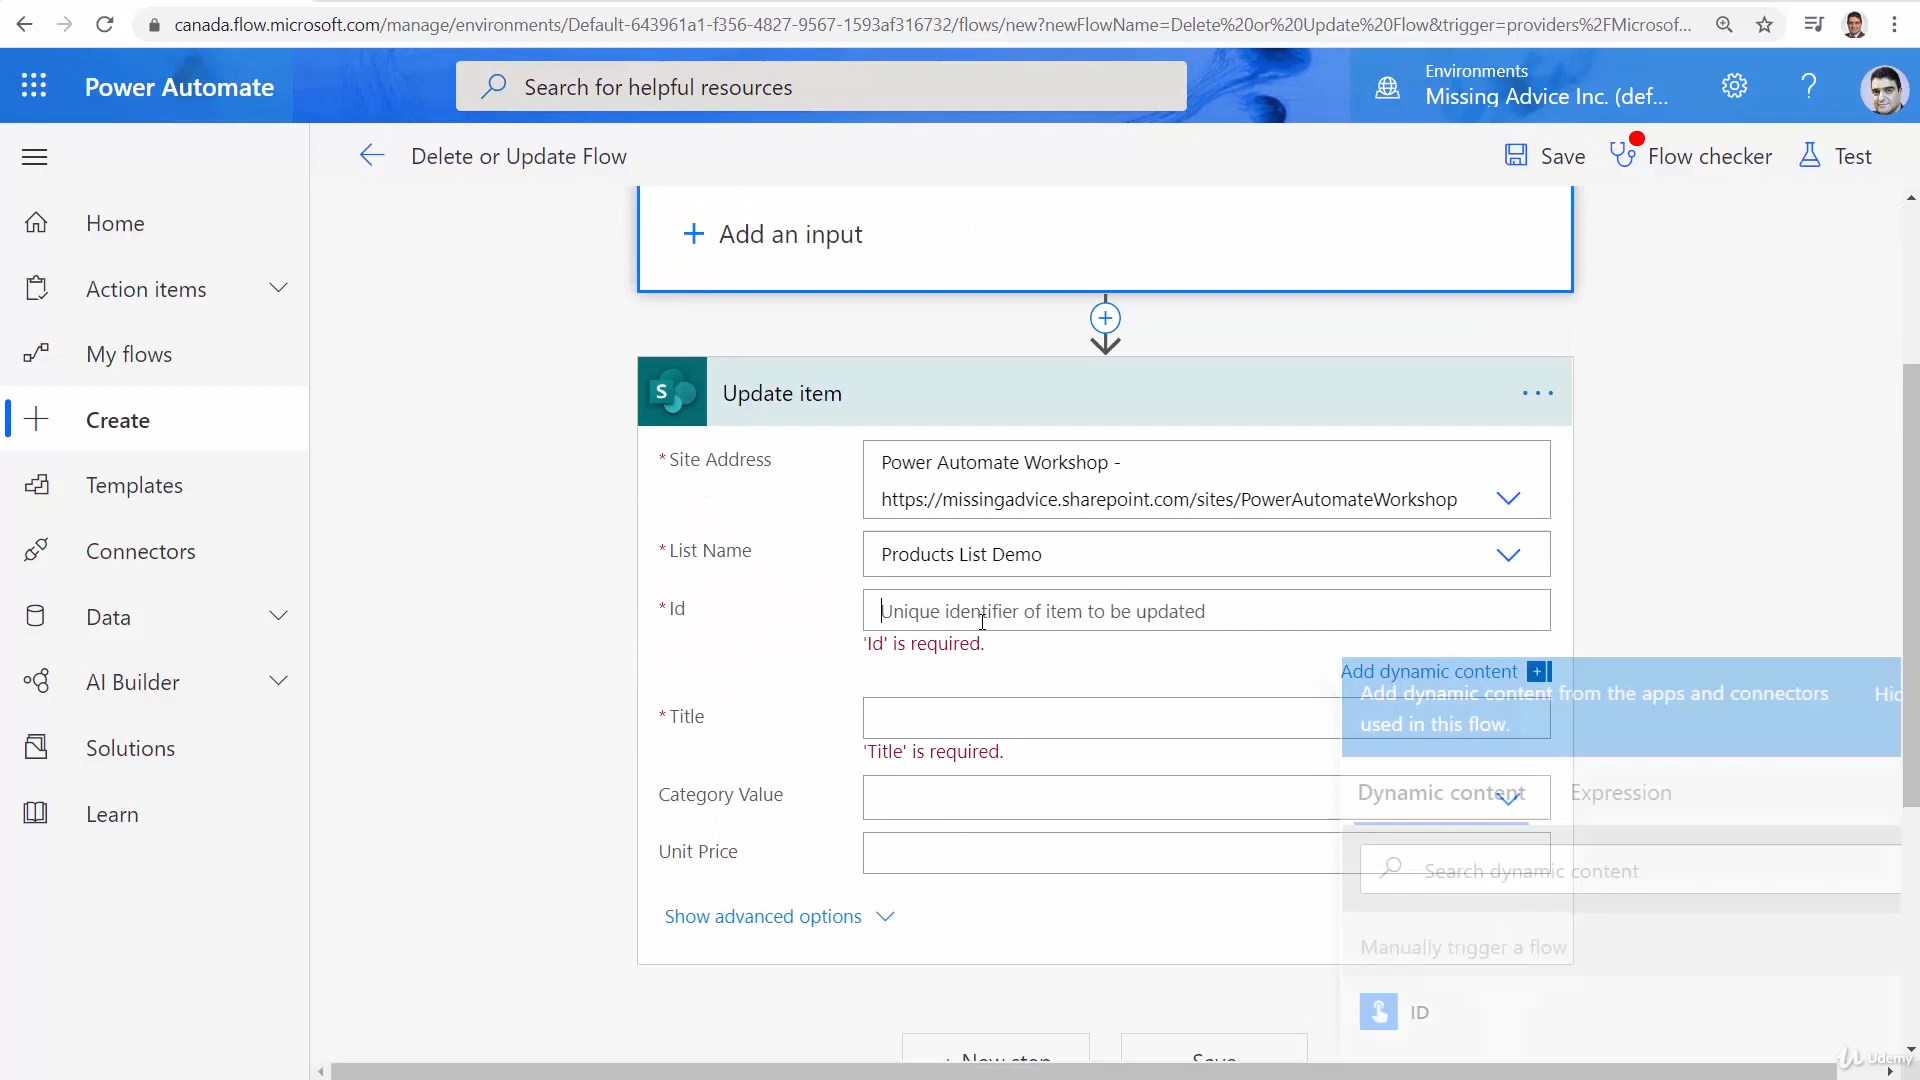 canada.flow.microsoft.com/manage/environments/Default-643961a1-f356-4827-9567-1593af316732/flows/new?newFlowName=Delete%20or%20Update%20Flow&trigger=providers%2FMicrosof...
Power Automate
Search for helpful resources
Environments
Missing Advice Inc. (def...
Delete or Update Flow
Save
Flow checker
Test
Home
Action items
My flows
Create
Templates
Connectors
Data
AI Builder
Solutions
Learn
+ Add an input
S
Update item
* Site Address
Power Automate Workshop -
https://missingadvice.sharepoint.com/sites/PowerAutomateWorkshop
* List Name
Products List Demo
* Id
Unique identifier of item to be updated
'Id' is required.
Add dynamic content
Add dynamic content from the apps and connectors
used in this flow.
Hid
* Title
'Title' is required.
Category Value
Unit Price
Show advanced options
Dynamic content
Expression
Search dynamic content
Manually trigger a flow
ID
+ New step
Save
Udemy